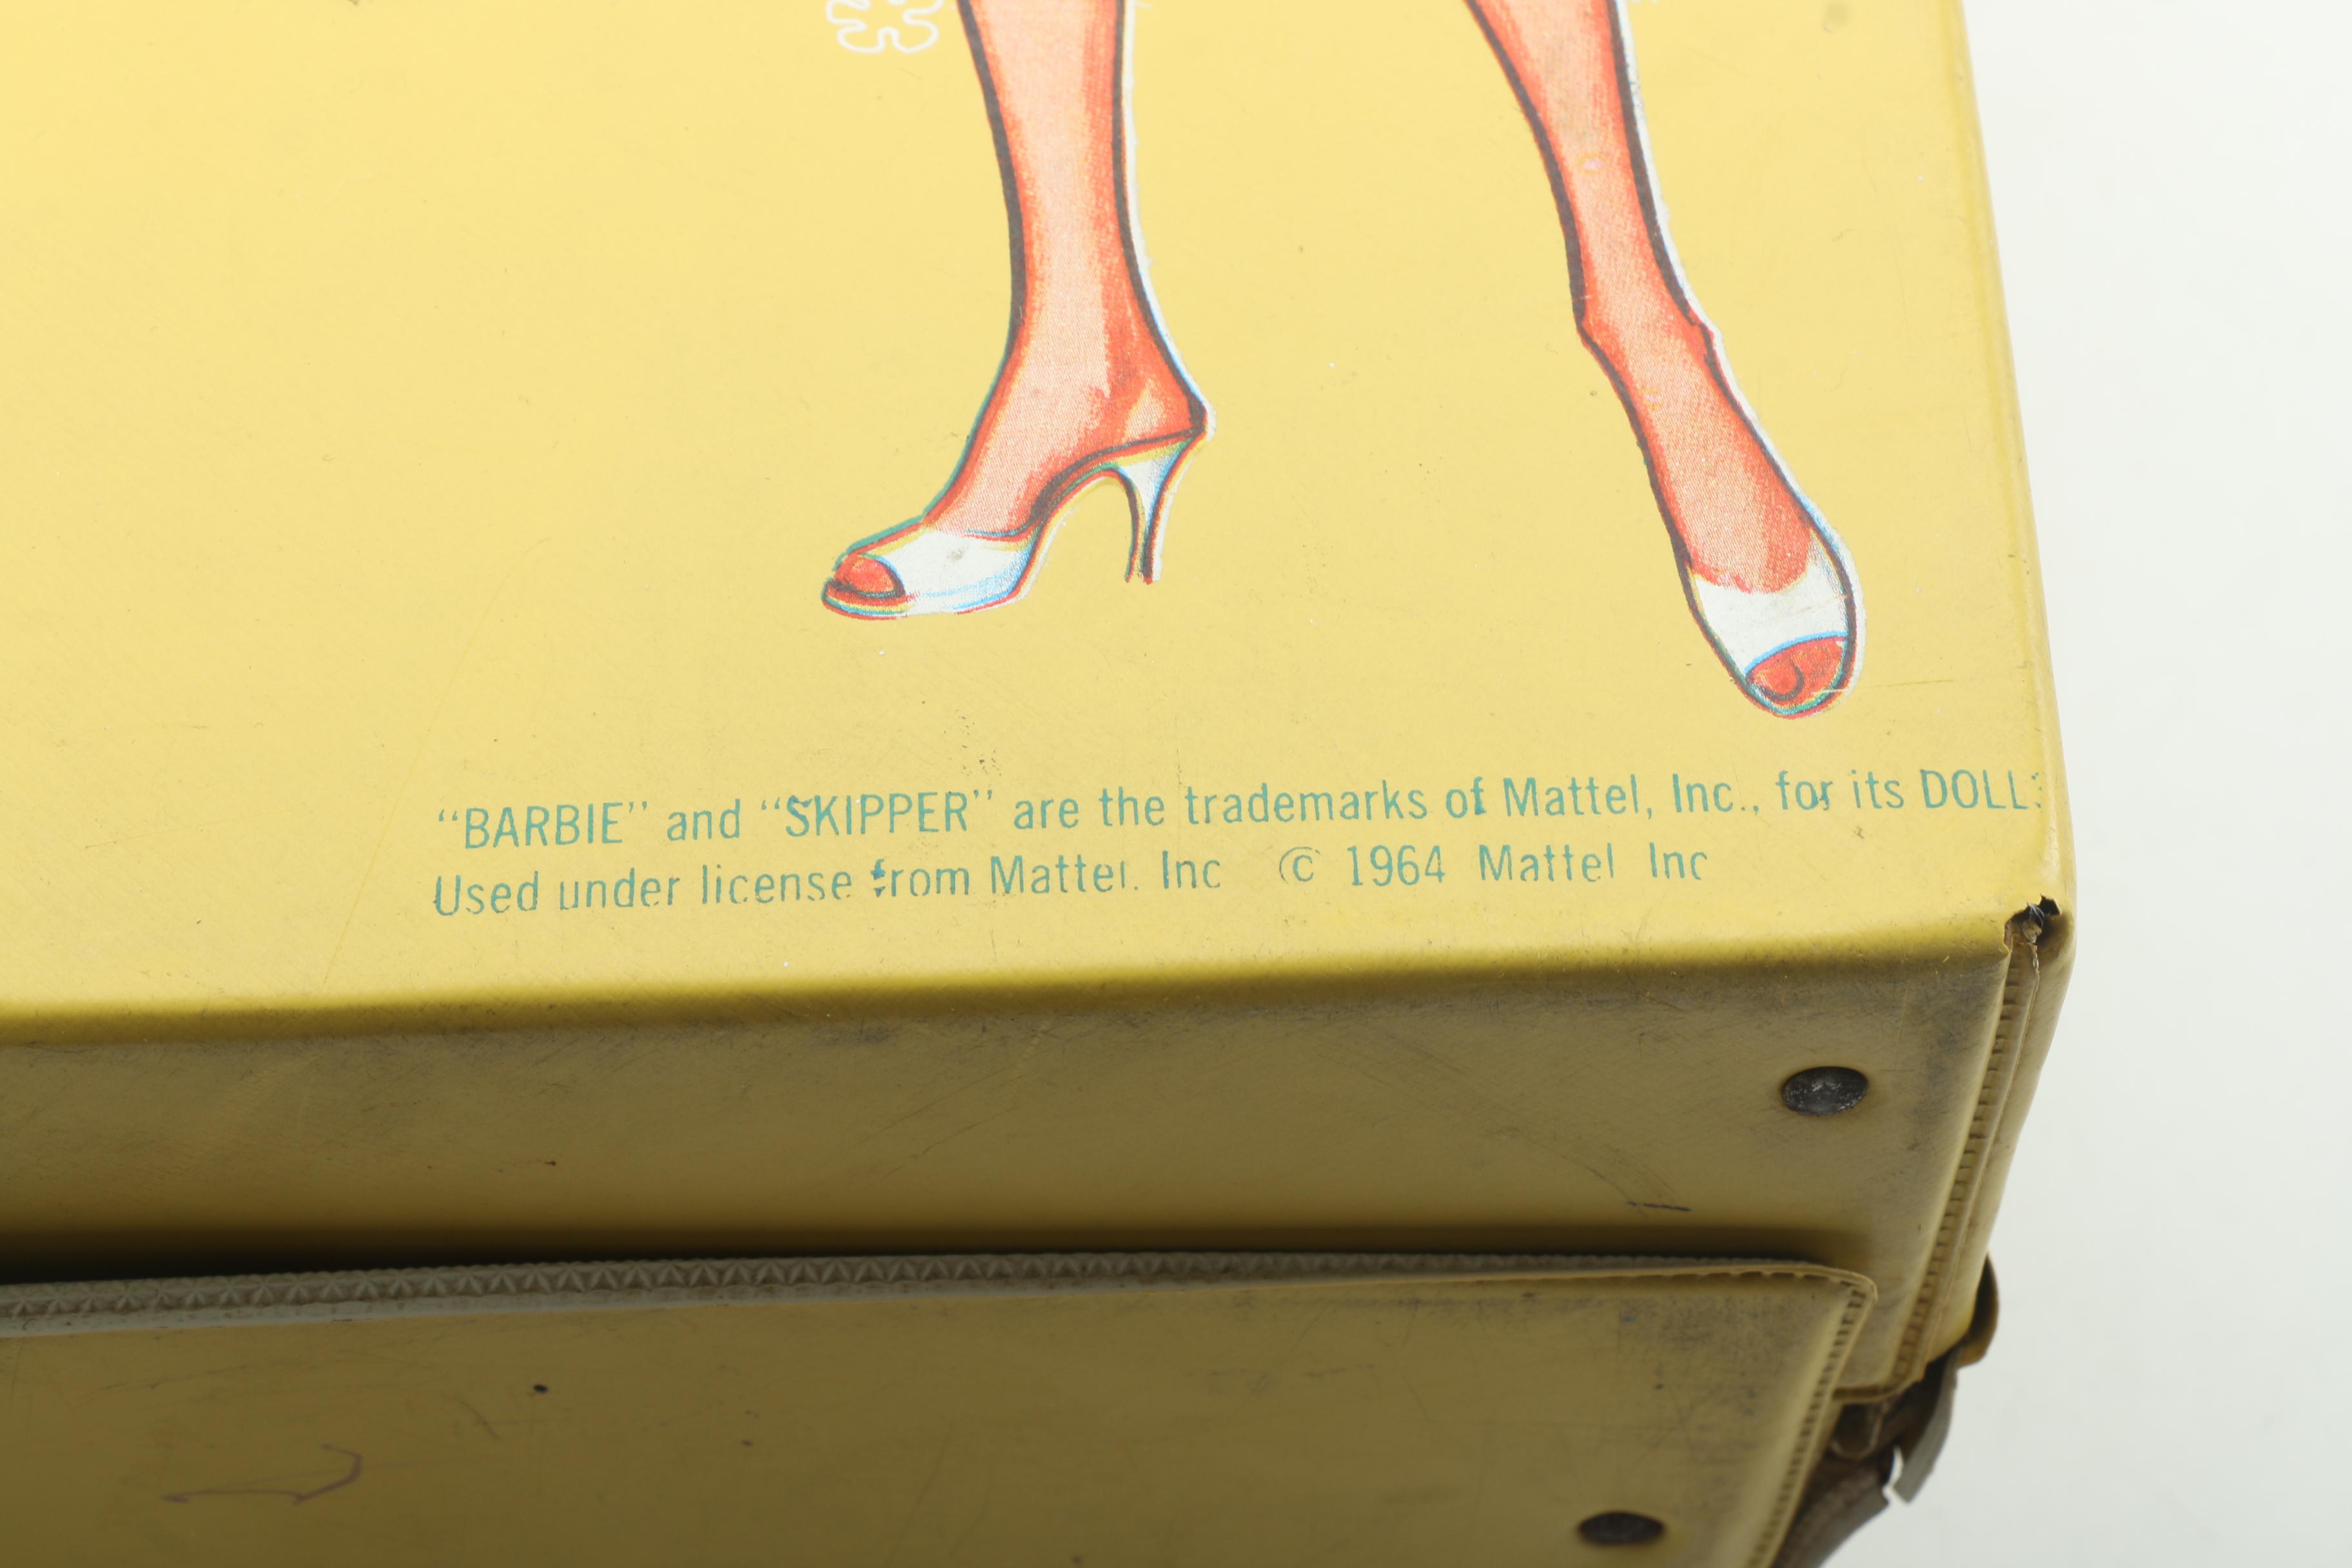 “BARBIE” and “SKIPPER” are the trademarks of Mattel, Inc., for its DOLLS
Used under license from Mattel. Inc © 1964 Mattel Inc